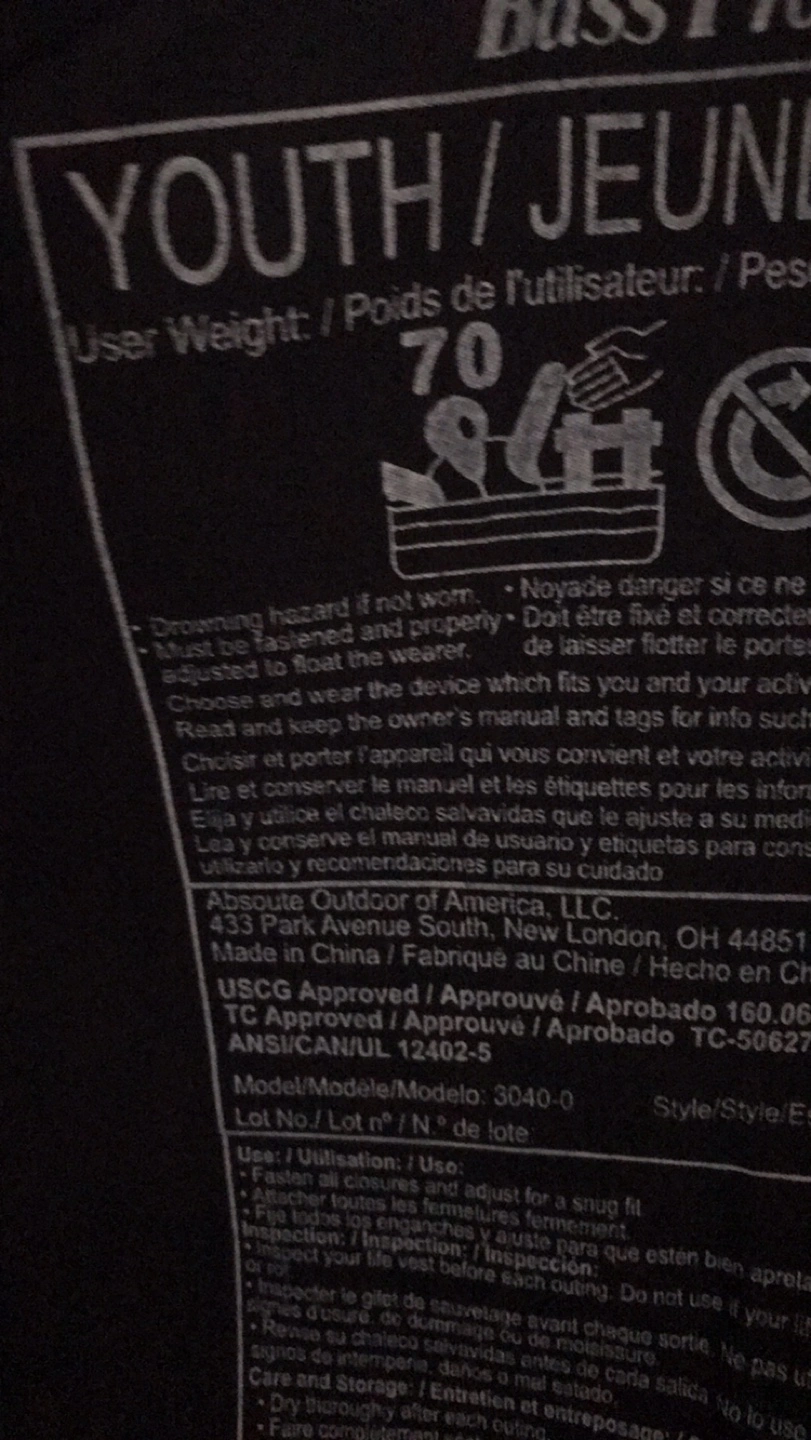 Bass Pro
YOUTH / JEUN
User Weight: / Poids de l'utilisateur: / Pes
70
• Drowning hazard if not worn.
• Must be fastened and properly
adjusted to float the wearer.
• Noyade danger si ce ne
• Doit être fixé et correcte
de laisser flotter le porte
Choose and wear the device which fits you and your activ
Read and keep the owner's manual and tags for info such
Choisir et porter l'appareil qui vous convient et votre activi
Lire et conserver le manuel et les étiquettes pour les infor
Elija y utilice el chaleco salvavidas que le ajuste a su med
Lea y conserve el manual de usuario y etiquetas para cons
utilizarlo y recomendaciones para su cuidado
Absoute Outdoor of America, LLC.
433 Park Avenue South, New London, OH 44851
Made in China / Fabriqué au Chine / Hecho en Ch
USCG Approved / Approuvé / Aprobado 160.06
TC Approved / Approuvé / Aprobado TC-50627
ANSI/CAN/UL 12402-5
Model/Modèle/Modelo: 3040-0
Style/Style/E
Lot No./ Lot nº / N.º de lote:
Use: / Utilisation: / Uso:
• Fasten all closures and adjust for a snug fit.
• Attacher toutes les fermetures fermement.
• Fije todos los enganches y ajuste para que estén bien apre
Inspection: / Inspection: / Inspección:
• Inspect your life vest before each outing. Do not use if your li
or rot.
• Inspecter le gilet de sauvetage avant chaque sortie. Ne pas ut
signes d'usure, de dommage ou de moisissure.
• Revise su chaleco salvavidas antes de cada salida No lo use
signos de intemperie, daños o mal estado.
Care and Storage: / Entretien et entreposage: /
• Dry thoroughly after each outing.
• Faire complètement